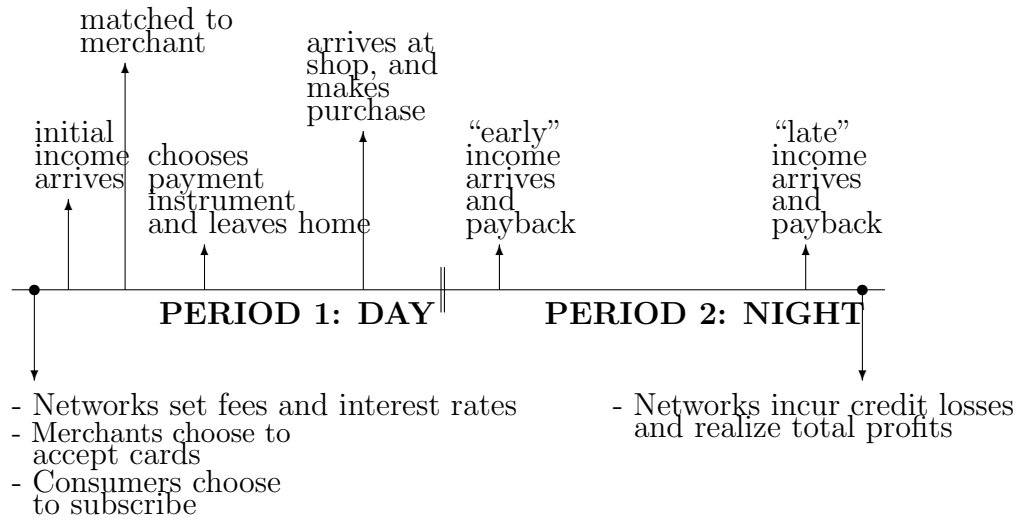 matched to
merchant
arrives at
shop, and
makes
purchase
initial
income
arrives
chooses
payment
instrument
and leaves home
“early”
income
arrives
and
payback
“late”
income
arrives
and
payback
PERIOD 1: DAY
PERIOD 2: NIGHT
- Networks set fees and interest rates
- Merchants choose to
accept cards
- Consumers choose
to subscribe
- Networks incur credit losses
and realize total profits